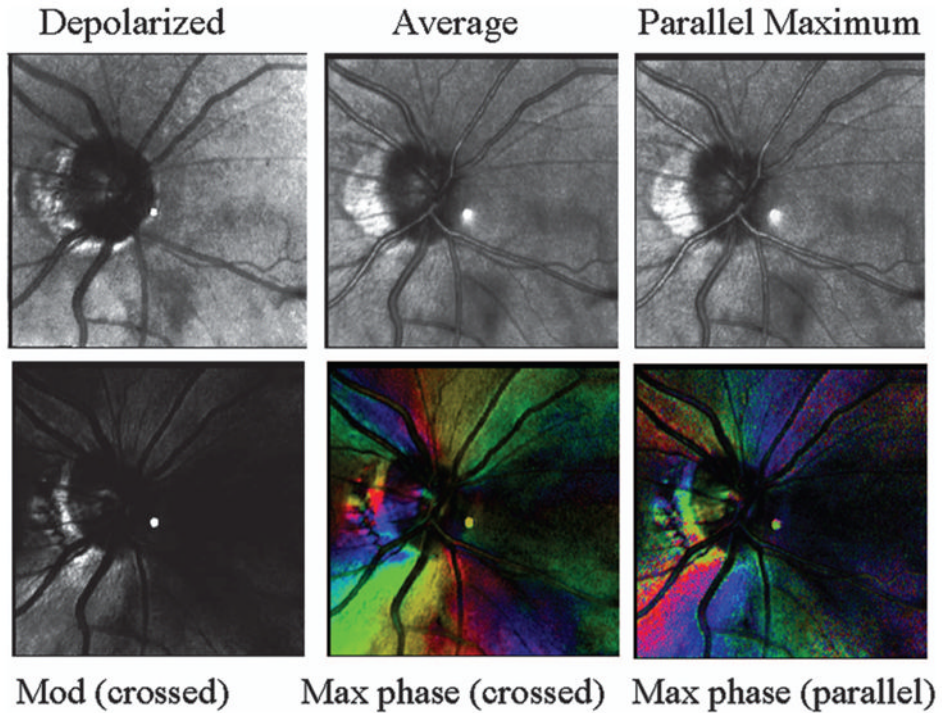 Depolarized Average Parallel Maximum
Mod (crossed) Max phase (crossed) Max phase (parallel)